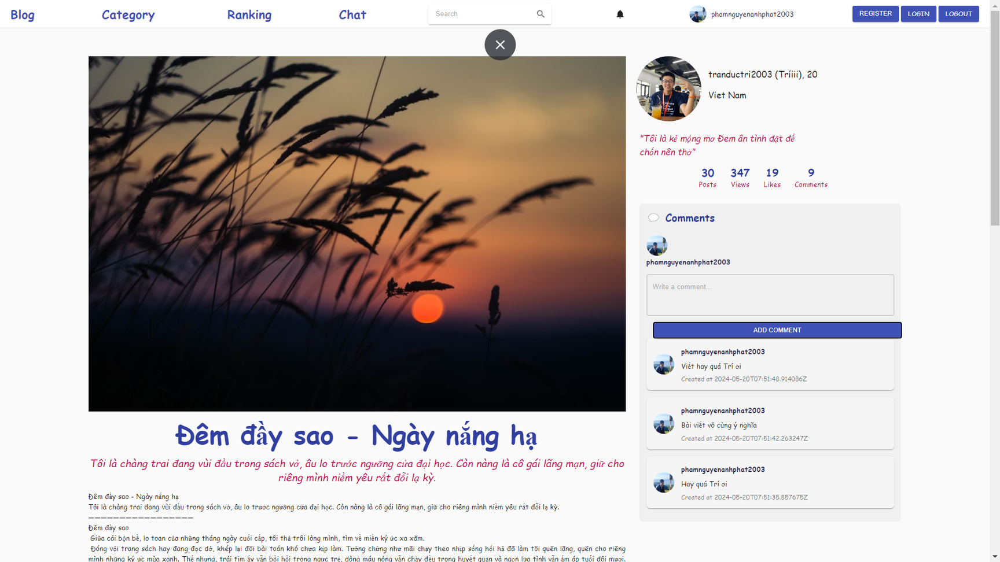 Blog Category Ranking Chat Search phamnguyenanhphat2003 REGISTER LOGIN LOGOUT
tranductri2003 (Tríiii), 20
Viet Nam
"Tôi là kẻ mộng mơ Đem ân tình đặt để
chốn nên thơ"
30 347 19 9
Posts Views Likes Comments
Comments
phamnguyenanhphat2003
Write a comment...
ADD COMMENT
phamnguyenanhphat2003
Viết hay quá Trí ơi
Created at 2024-05-20T07:51:48.914086Z
phamnguyenanhphat2003
Bài viết vô cùng ý nghĩa
Created at 2024-05-20T07:51:42.263247Z
phamnguyenanhphat2003
Hay quá Trí ơi
Created at 2024-05-20T07:51:35.857675Z
Đêm đầy sao - Ngày nắng hạ
Tôi là chàng trai đang vùi đầu trong sách vở, âu lo trước ngưỡng cửa đại học. Còn nàng là cô gái lãng mạn, giữ cho
riêng mình niềm yêu rất đỗi lạ kỳ.
Đêm đầy sao - Ngày nắng hạ
Tôi là chàng trai đang vùi đầu trong sách vở, âu lo trước ngưỡng cửa đại học. Còn nàng là cô gái lãng mạn, giữ cho riêng mình niềm yêu rất đỗi lạ kỳ.
—————————————————
Đêm đầy sao
Giữa cái bộn bề, lo toan của những tháng ngày cuối cấp, tôi thả trôi lòng mình, tìm về miền ký ức xa xăm.
Đóng vội trang sách hay đang đọc dở, khép lại đôi bài toán khó chưa kịp làm. Tưởng chừng như mãi chạy theo nhịp sống hối hả đã làm tôi quên lãng, quên cho riêng
mình những ký ức mùa xanh. Thế nhưng, trái tim ấy vẫn bồi hồi trong ngực trẻ, dòng máu nóng vẫn chảy đều trong huyết quản và ngọn lửa tình vẫn ấm áp tuổi đôi mươi.